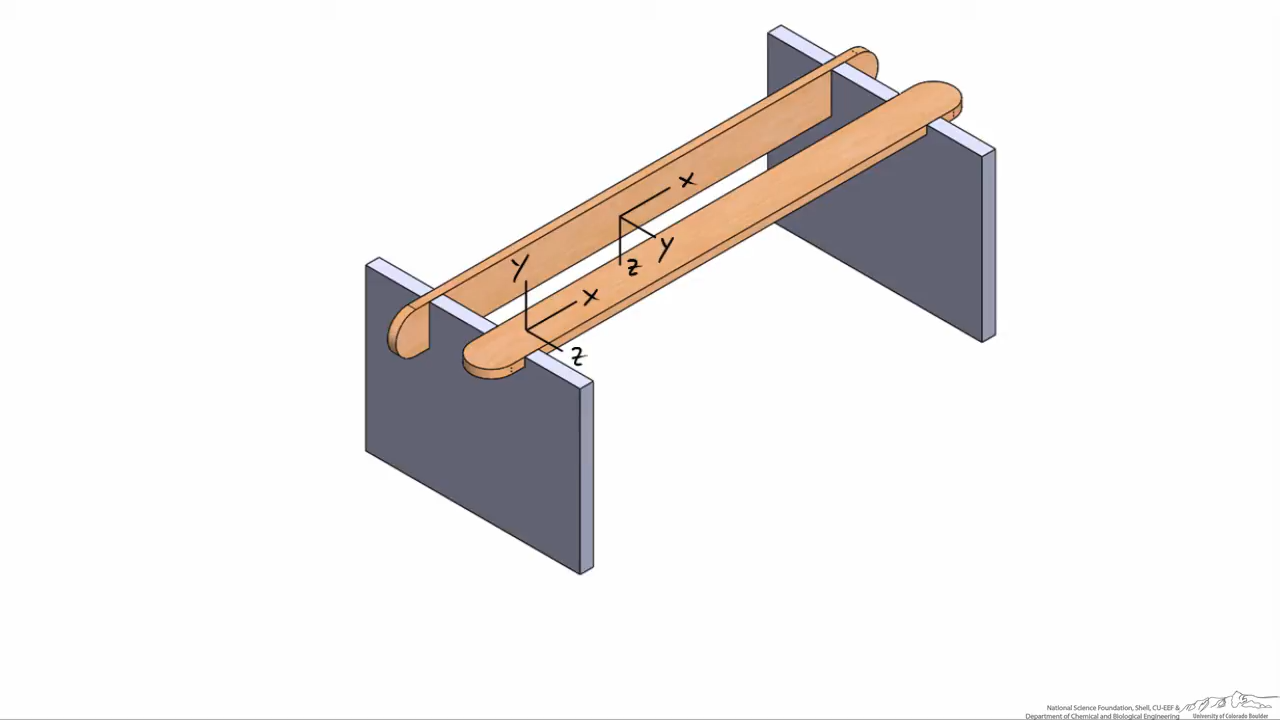 x
y
z
y
x
z
National Science Foundation, Shell, CU-EEF &
Department of Chemical and Biological Engineering
University of Colorado Boulder